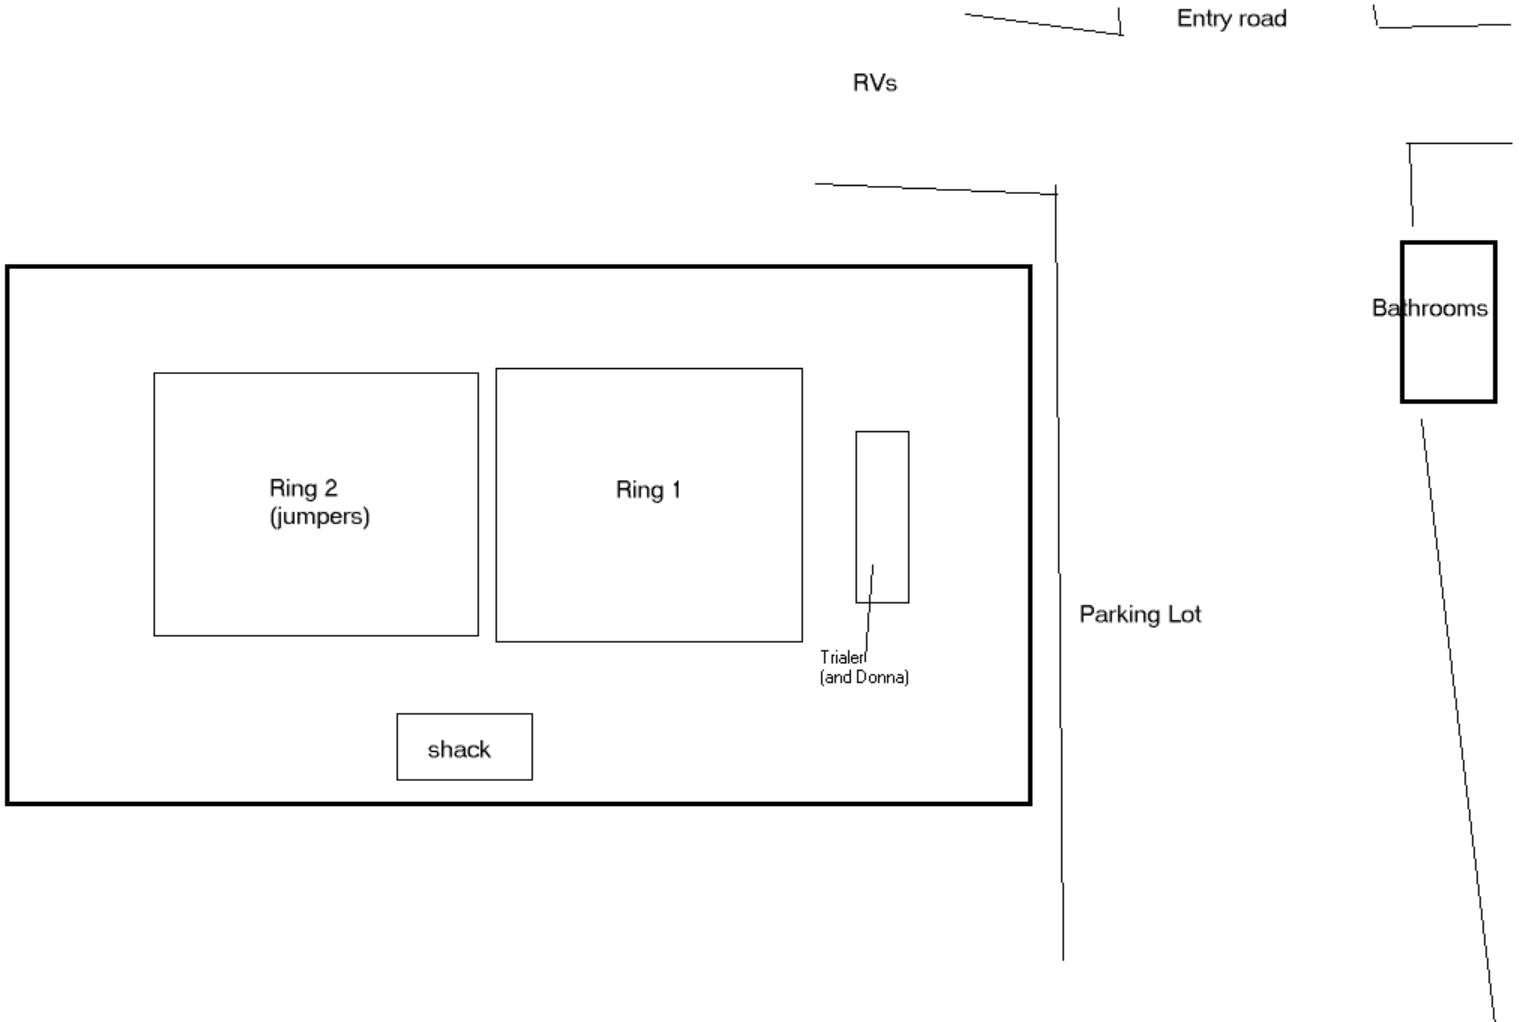 Entry road
RVs
Bathrooms
Ring 2
(jumpers)
Ring 1
Parking Lot
Trialer
(and Donna)
shack